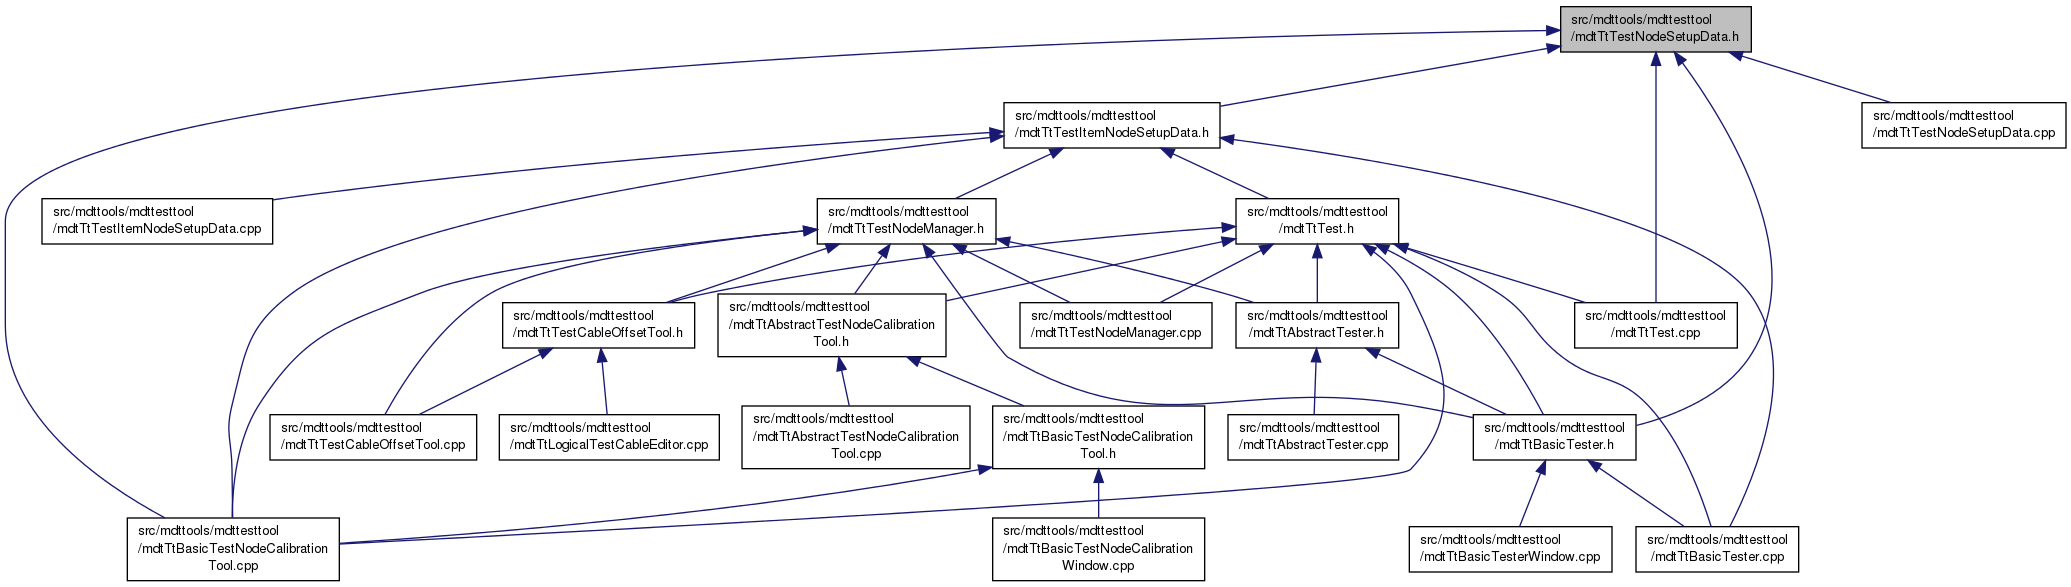 src/mdttools/mdttesttool
/mdtTtTestNodeSetupData.h
src/mdttools/mdttesttool
/mdtTtTestItemNodeSetupData.h
src/mdttools/mdttesttool
/mdtTtTestNodeSetupData.cpp
src/mdttools/mdttesttool
/mdtTtTestItemNodeSetupData.cpp
src/mdttools/mdttesttool
/mdtTtTestNodeManager.h
src/mdttools/mdttesttool
/mdtTtTest.h
src/mdttools/mdttesttool
/mdtTtTestCableOffsetTool.h
src/mdttools/mdttesttool
/mdtTtAbstractTestNodeCalibration
Tool.h
src/mdttools/mdttesttool
/mdtTtTestNodeManager.cpp
src/mdttools/mdttesttool
/mdtTtAbstractTester.h
src/mdttools/mdttesttool
/mdtTtTest.cpp
src/mdttools/mdttesttool
/mdtTtTestCableOffsetTool.cpp
src/mdttools/mdttesttool
/mdtTtLogicalTestCableEditor.cpp
src/mdttools/mdttesttool
/mdtTtAbstractTestNodeCalibration
Tool.cpp
src/mdttools/mdttesttool
/mdtTtBasicTestNodeCalibration
Tool.h
src/mdttools/mdttesttool
/mdtTtAbstractTester.cpp
src/mdttools/mdttesttool
/mdtTtBasicTester.h
src/mdttools/mdttesttool
/mdtTtBasicTestNodeCalibration
Tool.cpp
src/mdttools/mdttesttool
/mdtTtBasicTestNodeCalibration
Window.cpp
src/mdttools/mdttesttool
/mdtTtBasicTesterWindow.cpp
src/mdttools/mdttesttool
/mdtTtBasicTester.cpp